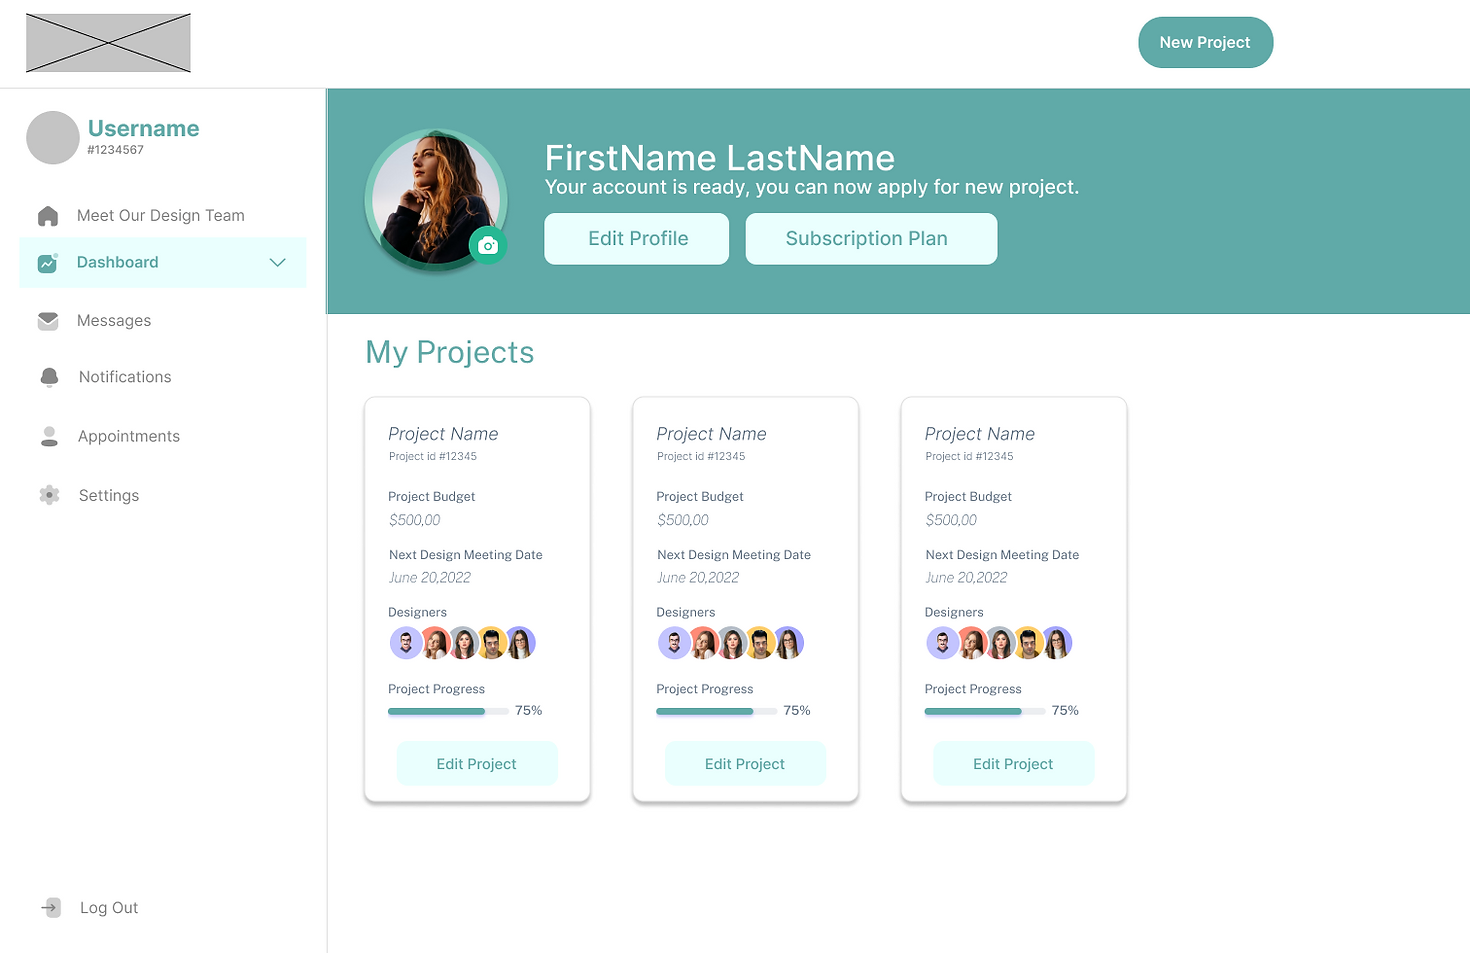 New Project
Username
#1234567
Meet Our Design Team
Dashboard
Messages
Notifications
Appointments
Settings
Log Out
FirstName LastName
Your account is ready, you can now apply for new project.
Edit Profile
Subscription Plan
My Projects
Project Name
Project id #12345
Project Budget
$500,00
Next Design Meeting Date
June 20,2022
Designers
Project Progress
75%
Edit Project
Project Name
Project id #12345
Project Budget
$500,00
Next Design Meeting Date
June 20,2022
Designers
Project Progress
75%
Edit Project
Project Name
Project id #12345
Project Budget
$500,00
Next Design Meeting Date
June 20,2022
Designers
Project Progress
75%
Edit Project